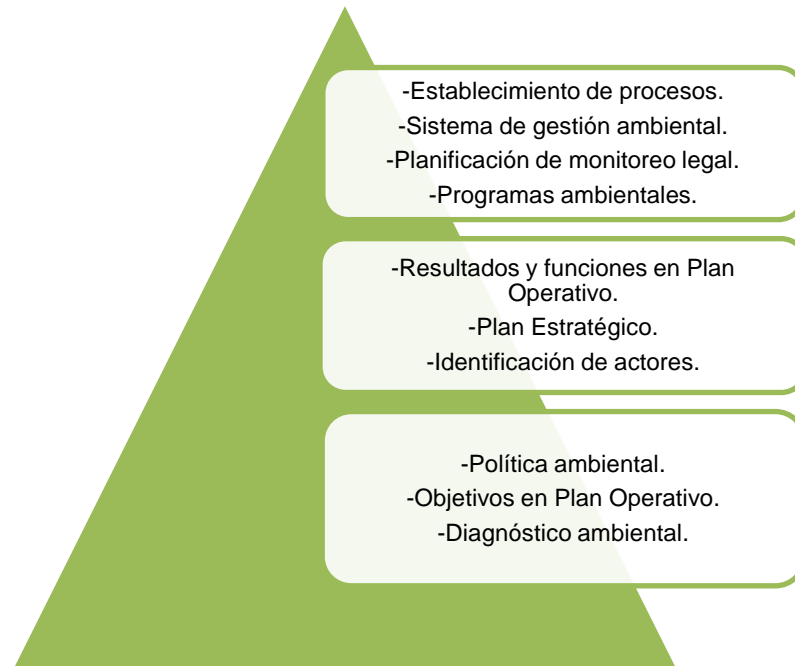 -Establecimiento de procesos.
-Sistema de gestión ambiental.
-Planificación de monitoreo legal.
-Programas ambientales.
-Resultados y funciones en Plan
Operativo.
-Plan Estratégico.
-Identificación de actores.
-Política ambiental.
-Objetivos en Plan Operativo.
-Diagnóstico ambiental.